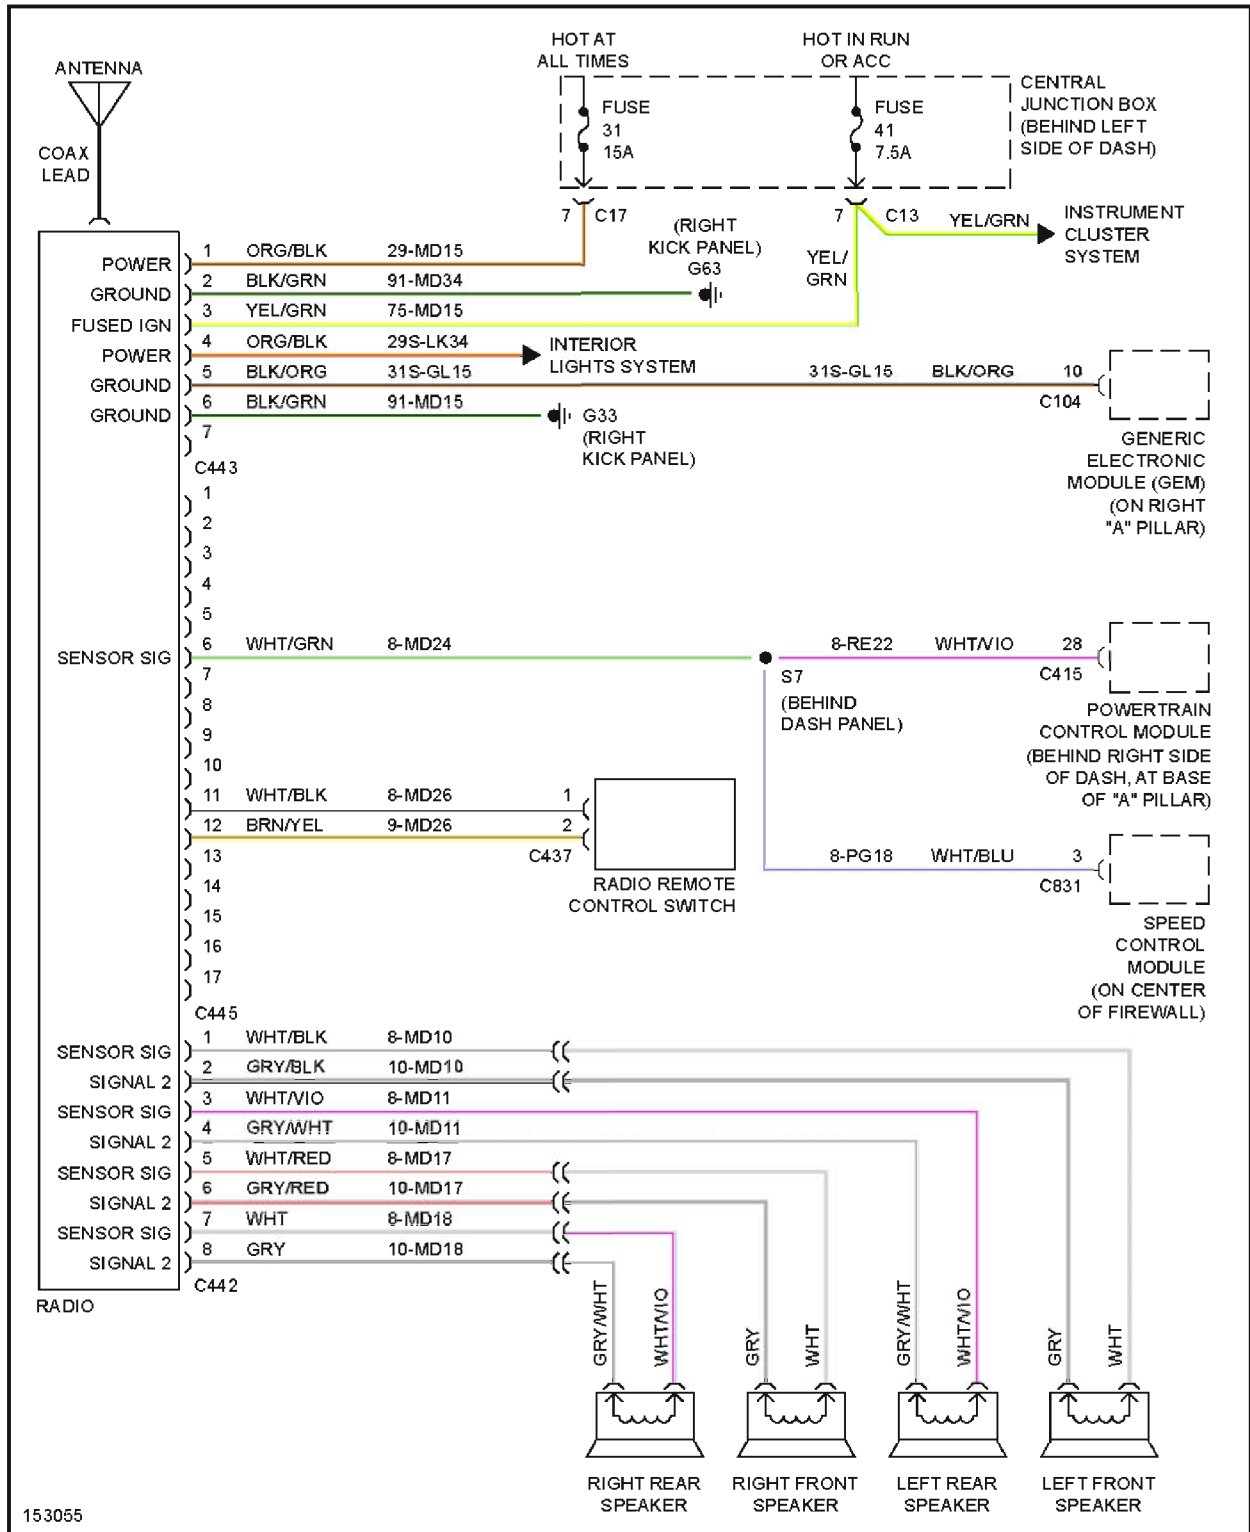 HOT AT
ALL TIMES
HOT IN RUN
OR ACC
ANTENNA
COAX
LEAD
FUSE
31
15A
FUSE
41
7.5A
CENTRAL
JUNCTION BOX
(BEHIND LEFT
SIDE OF DASH)
7 C17
7 C13
YEL/GRN
INSTRUMENT
CLUSTER
SYSTEM
(RIGHT
KICK PANEL)
G63
YEL/
GRN
POWER 1 ORG/BLK 29-MD15
GROUND 2 BLK/GRN 91-MD34
FUSED IGN 3 YEL/GRN 75-MD15
POWER 4 ORG/BLK 29S-LK34
INTERIOR
LIGHTS SYSTEM
GROUND 5 BLK/ORG 31S-GL15 31S-GL15 BLK/ORG 10
C104
GROUND 6 BLK/GRN 91-MD15
G33
(RIGHT
KICK PANEL)
7
C443
GENERIC
ELECTRONIC
MODULE (GEM)
(ON RIGHT
"A" PILLAR)
1
2
3
4
5
SENSOR SIG 6 WHT/GRN 8-MD24
S7
(BEHIND
DASH PANEL)
8-RE22 WHT/VIO 28
C415
POWERTRAIN
CONTROL MODULE
(BEHIND RIGHT SIDE
OF DASH, AT BASE
OF "A" PILLAR)
7
8
9
10
11 WHT/BLK 8-MD26 1
12 BRN/YEL 9-MD26 2
C437
RADIO REMOTE
CONTROL SWITCH
8-PG18 WHT/BLU 3
C831
SPEED
CONTROL
MODULE
(ON CENTER
OF FIREWALL)
13
14
15
16
17
C445
SENSOR SIG 1 WHT/BLK 8-MD10
SIGNAL 2 2 GRY/BLK 10-MD10
SENSOR SIG 3 WHT/VIO 8-MD11
SIGNAL 2 4 GRY/WHT 10-MD11
SENSOR SIG 5 WHT/RED 8-MD17
SIGNAL 2 6 GRY/RED 10-MD17
SENSOR SIG 7 WHT 8-MD18
SIGNAL 2 8 GRY 10-MD18
C442
RADIO
GRY/WHT
WHT/VIO
GRY
WHT
GRY/WHT
WHT/VIO
GRY
WHT
RIGHT REAR
SPEAKER
RIGHT FRONT
SPEAKER
LEFT REAR
SPEAKER
LEFT FRONT
SPEAKER
153055